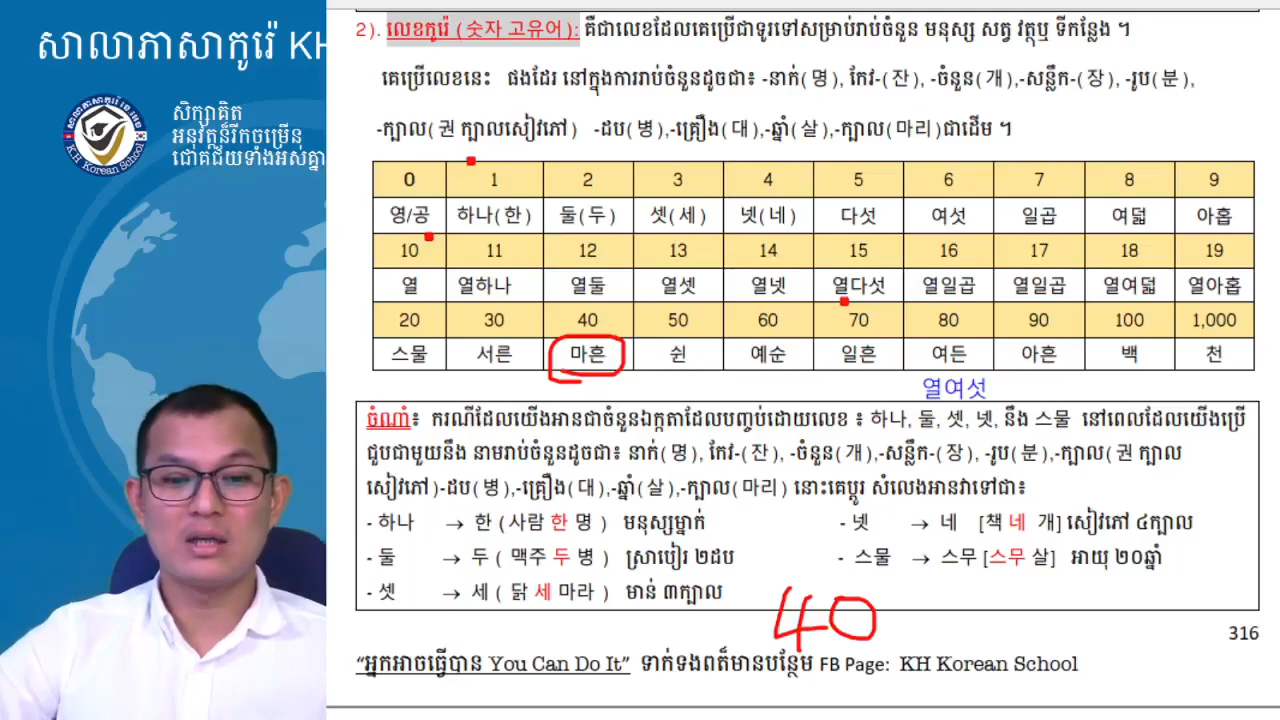 សាលាភាសាកូរ៉េ KH
សិក្សាគិត
អនុវត្តន៍រីកចម្រើន
ជោគជ័យទាំងអស់គ្នា
K.H Korean School
2). លេខកូរ៉េ (숫자 고유어): គឺជាលេខដែលគេប្រើជាទូរទៅសម្រាប់រាប់ចំនួន មនុស្ស សត្វ វត្ថុឬ ទីកន្លែង ។
គេប្រើលេខនេះ ផងដែរ នៅក្នុងការរាប់ចំនួនដូចជា៖ -នាក់(명), កែវ-(잔), -ចំនួន(개),-សន្លឹក-(장), -រូប(분),
-ក្បាល(권 ក្បាលសៀវភៅ) -ដប(병),-គ្រឿង(대),-ឆ្នាំ(살),-ក្បាល(마리)ជាដើម ។
0 1 2 3 4 5 6 7 8 9
영/공 하나(한) 둘(두) 셋(세) 넷(네) 다섯 여섯 일곱 여덟 아홉
10 11 12 13 14 15 16 17 18 19
열 열하나 열둘 열셋 열넷 열다섯 열일곱 열일곱 열여덟 열아홉
20 30 40 50 60 70 80 90 100 1,000
스물 서른 마흔 쉰 예순 일흔 여든 아흔 백 천
열여섯
ចំណាំ៖ ករណីដែលយើងអានជាចំនួនឯក្កតាដែលបញ្ចប់ដោយលេខ ៖ 하나, 둘, 셋, 넷, នឹង 스물 នៅពេលដែលយើងប្រើ
ជួបជាមួយនឹង នាមរាប់ចំនួនដូចជា៖ នាក់(명), កែវ-(잔), -ចំនួន(개),-សន្លឹក-(장), -រូប(분),-ក្បាល(권 ក្បាល
សៀវភៅ)-ដប(병),-គ្រឿង(대),-ឆ្នាំ(살),-ក្បាល(마리) នោះគេប្តូរ សំលេងអានវាទៅជា៖
- 하나 → 한 (사람 한 명) មនុស្សម្នាក់ - 넷 → 네 [책 네 개] សៀវភៅ ៤ក្បាល
- 둘 → 두 (맥주 두 병) ស្រាបៀរ ២ដប - 스물 → 스무 [스무 살] អាយុ ២០ឆ្នាំ
- 셋 → 세 (닭 세 마라) មាន់ ៣ក្បាល
40
316
“អ្នកអាចធ្វើបាន You Can Do It” ទាក់ទងពត៌មានបន្ថែម FB Page: KH Korean School